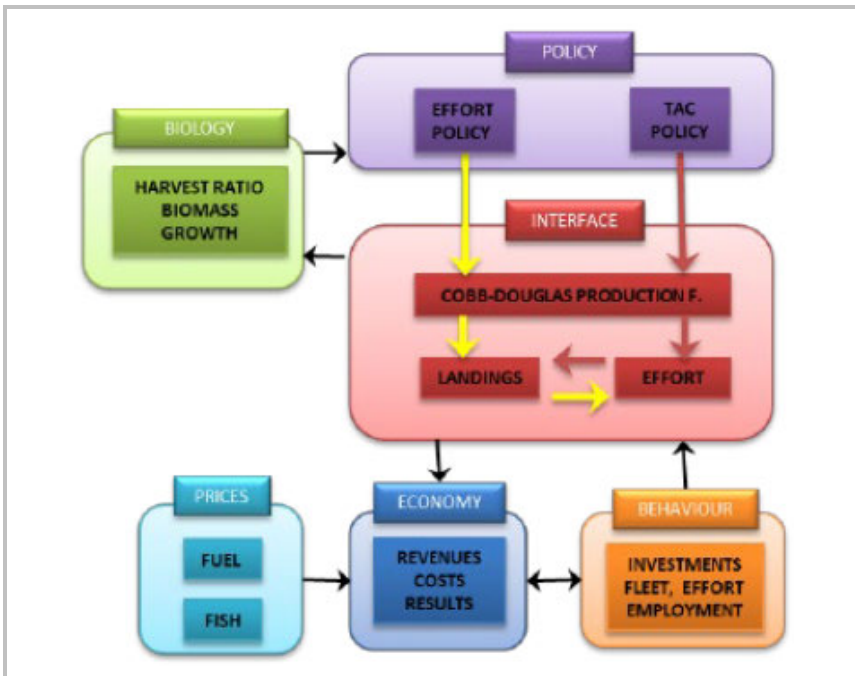 POLICY
EFFORT
POLICY
TAC
POLICY
BIOLOGY
HARVEST RATIO
BIOMASS
GROWTH
INTERFACE
COBB-DOUGLAS PRODUCTION F.
LANDINGS
EFFORT
PRICES
FUEL
FISH
ECONOMY
REVENUES
COSTS
RESULTS
BEHAVIOUR
INVESTMENTS
FLEET, EFFORT
EMPLOYMENT